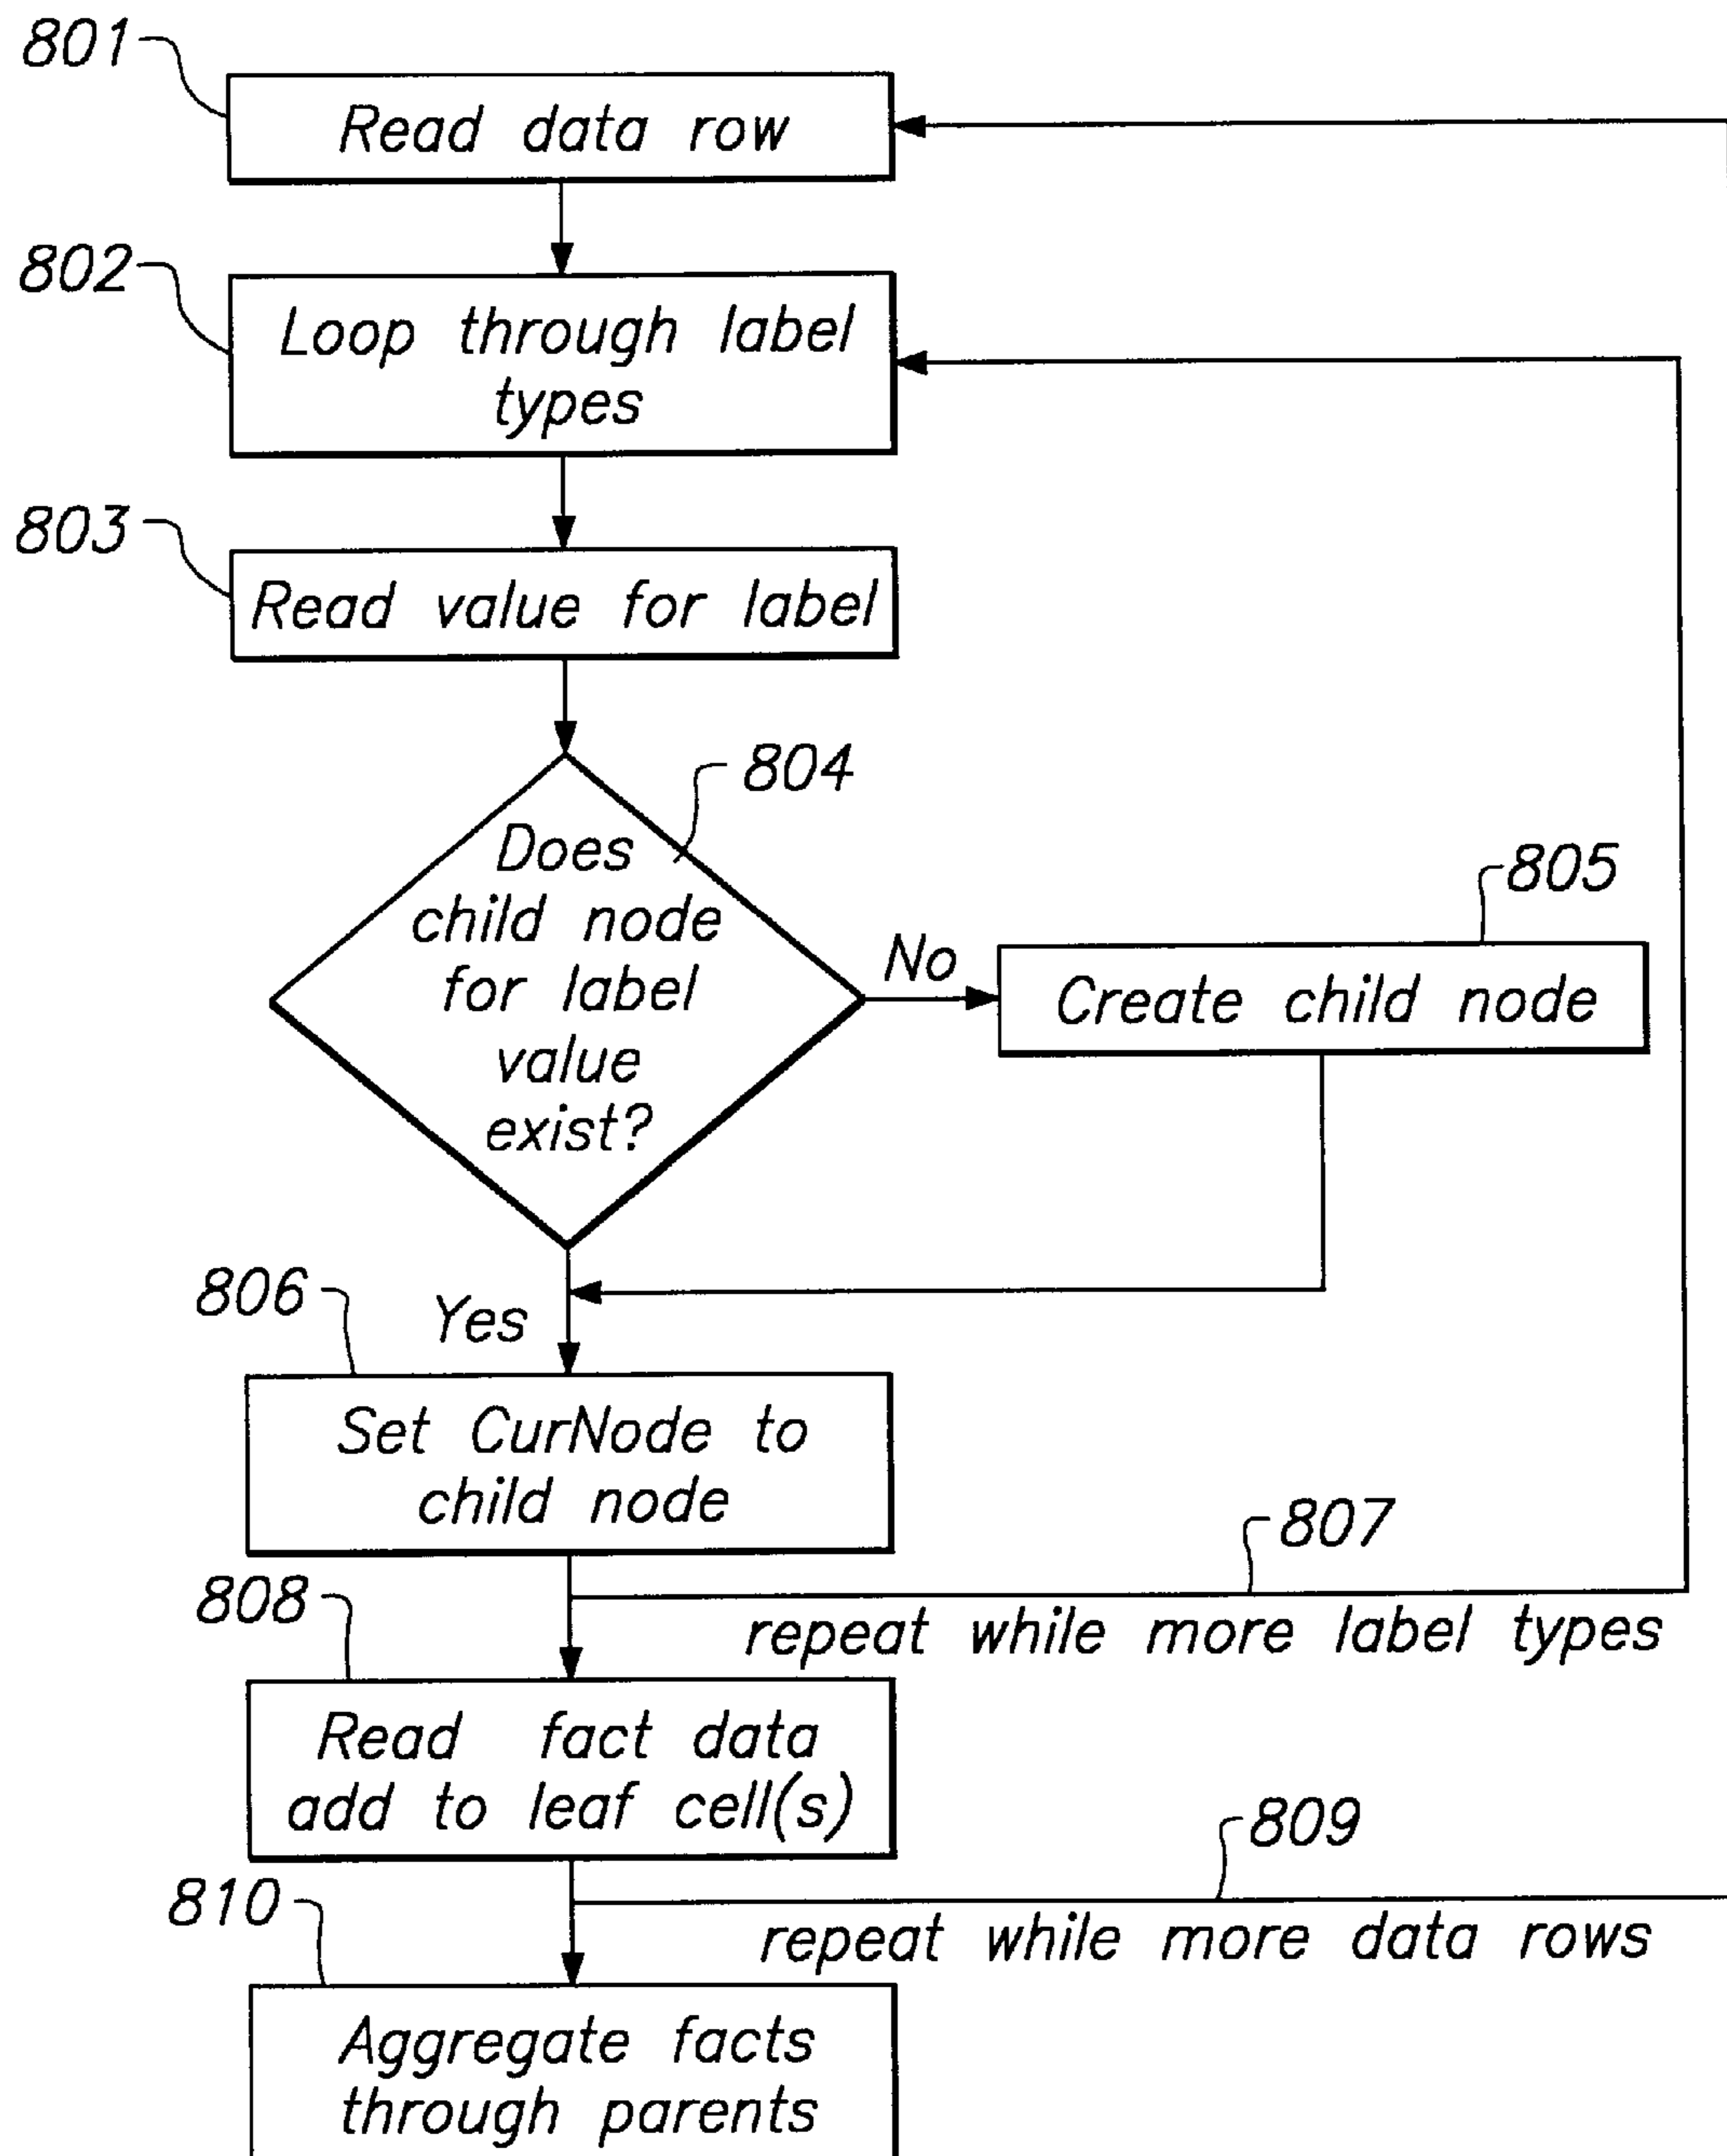 801
Read data row
802
Loop through label
types
803
Read value for label
804
Does
child node
for label
value
exist?
No
805
Create child node
806
Yes
Set CurNode to
child node
807
repeat while more label types
808
Read fact data
add to leaf cell(s)
809
repeat while more data rows
810
Aggregate facts
through parents